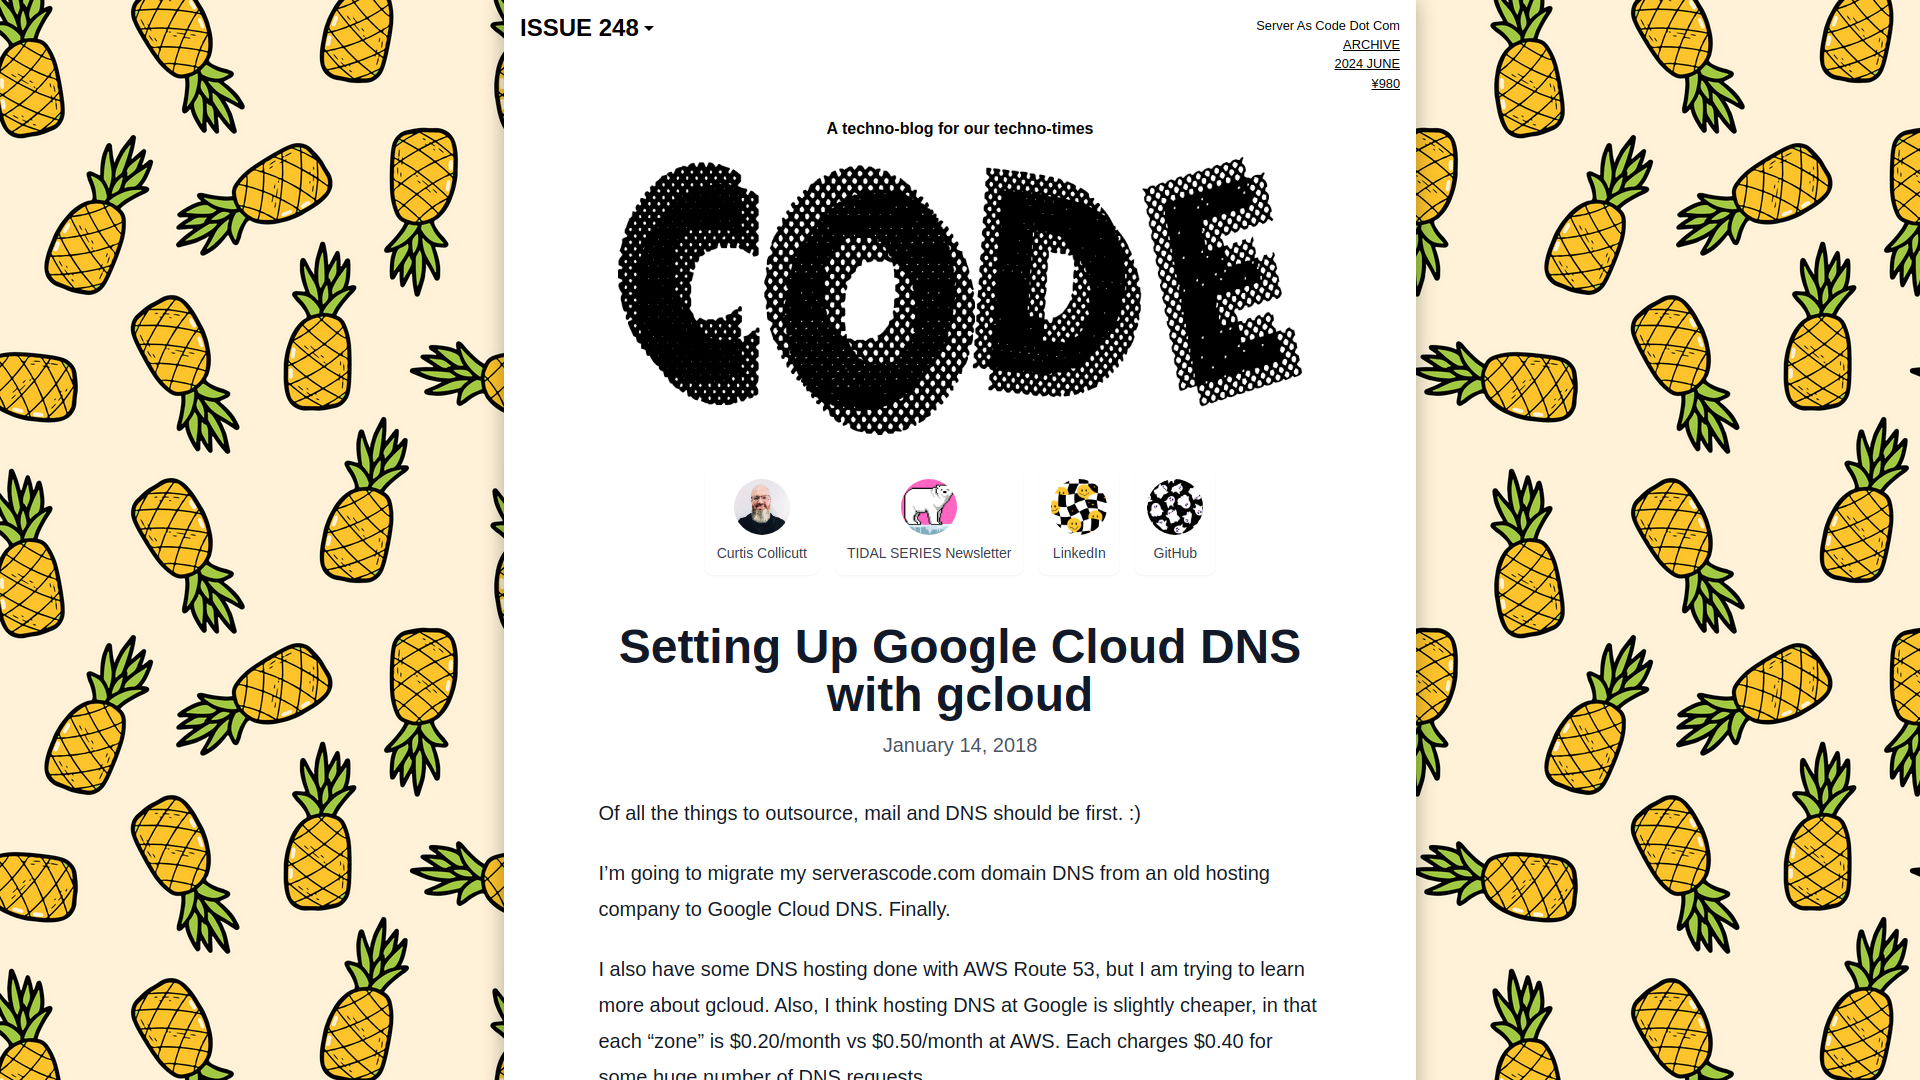 ISSUE 248
Server As Code Dot Com
ARCHIVE
2024 JUNE
¥980
A techno-blog for our techno-times
CODE
Curtis Collicutt
TIDAL SERIES Newsletter
LinkedIn
GitHub
Setting Up Google Cloud DNS
with gcloud
January 14, 2018
Of all the things to outsource, mail and DNS should be first. :)
I’m going to migrate my serverascode.com domain DNS from an old hosting
company to Google Cloud DNS. Finally.
I also have some DNS hosting done with AWS Route 53, but I am trying to learn
more about gcloud. Also, I think hosting DNS at Google is slightly cheaper, in that
each “zone” is $0.20/month vs $0.50/month at AWS. Each charges $0.40 for
some huge number of DNS requests.